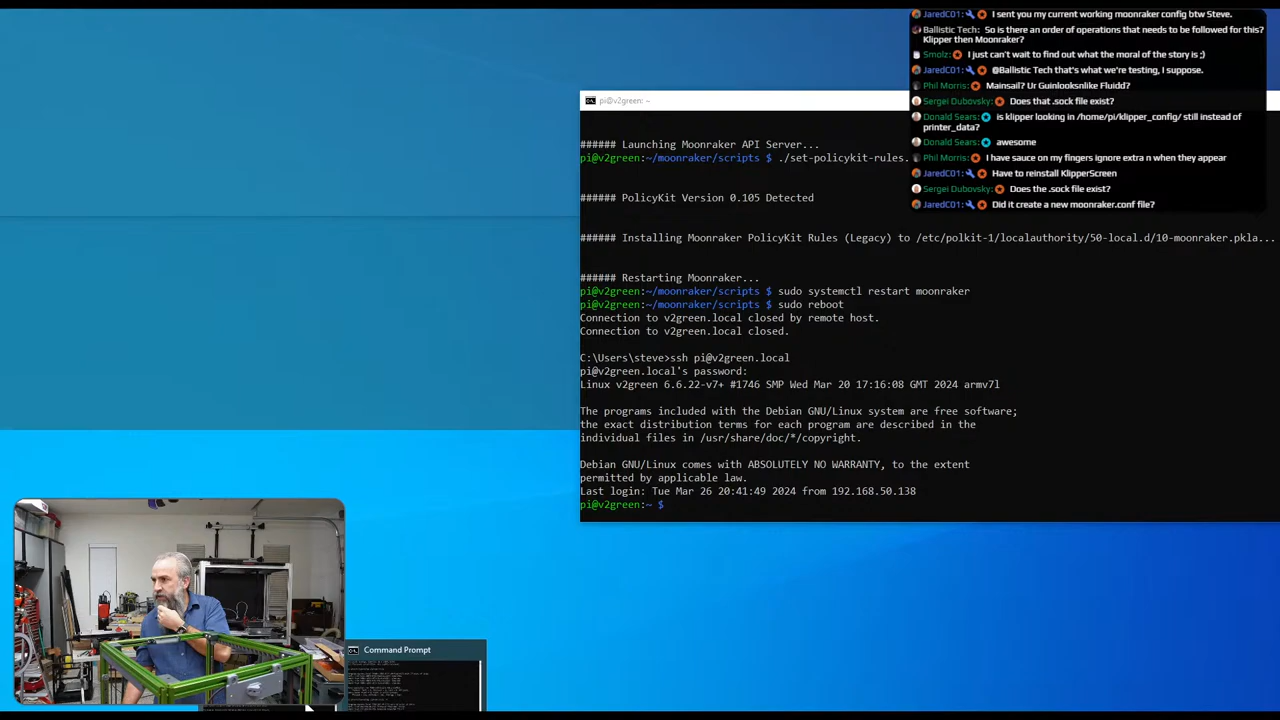 JaredC01: I sent you my current working moonraker config btw Steve.
Ballistic Tech: So is there an order of operations that needs to be followed for this?
Klipper then Moonraker?
Smolz: I just can't wait to find out what the moral of the story is ;)
JaredC01: @Ballistic Tech that's what we're testing, I suppose.
Phil Morris: Mainsail? Ur Guinlooksnlike Fluidd?
Sergei Dubovsky: Does that .sock file exist?
Donald Sears: is klipper looking in /home/pi/klipper_config/ still instead of
printer_data?
Donald Sears: awesome
Phil Morris: I have sauce on my fingers ignore extra n when they appear
JaredC01: Have to reinstall KlipperScreen
Sergei Dubovsky: Does the .sock file exist?
JaredC01: Did it create a new moonraker.conf file?
pi@v2green: ~
###### Launching Moonraker API Server...
pi@v2green:~/moonraker/scripts $ ./set-policykit-rules.
###### PolicyKit Version 0.105 Detected
###### Installing Moonraker PolicyKit Rules (Legacy) to /etc/polkit-1/localauthority/50-local.d/10-moonraker.pkla...
###### Restarting Moonraker...
pi@v2green:~/moonraker/scripts $ sudo systemctl restart moonraker
pi@v2green:~/moonraker/scripts $ sudo reboot
Connection to v2green.local closed by remote host.
Connection to v2green.local closed.
C:\Users\steve>ssh pi@v2green.local
pi@v2green.local's password:
Linux v2green 6.6.22-v7+ #1746 SMP Wed Mar 20 17:16:08 GMT 2024 armv7l
The programs included with the Debian GNU/Linux system are free software;
the exact distribution terms for each program are described in the
individual files in /usr/share/doc/*/copyright.
Debian GNU/Linux comes with ABSOLUTELY NO WARRANTY, to the extent
permitted by applicable law.
Last login: Tue Mar 26 20:41:49 2024 from 192.168.50.138
pi@v2green:~ $
Command Prompt